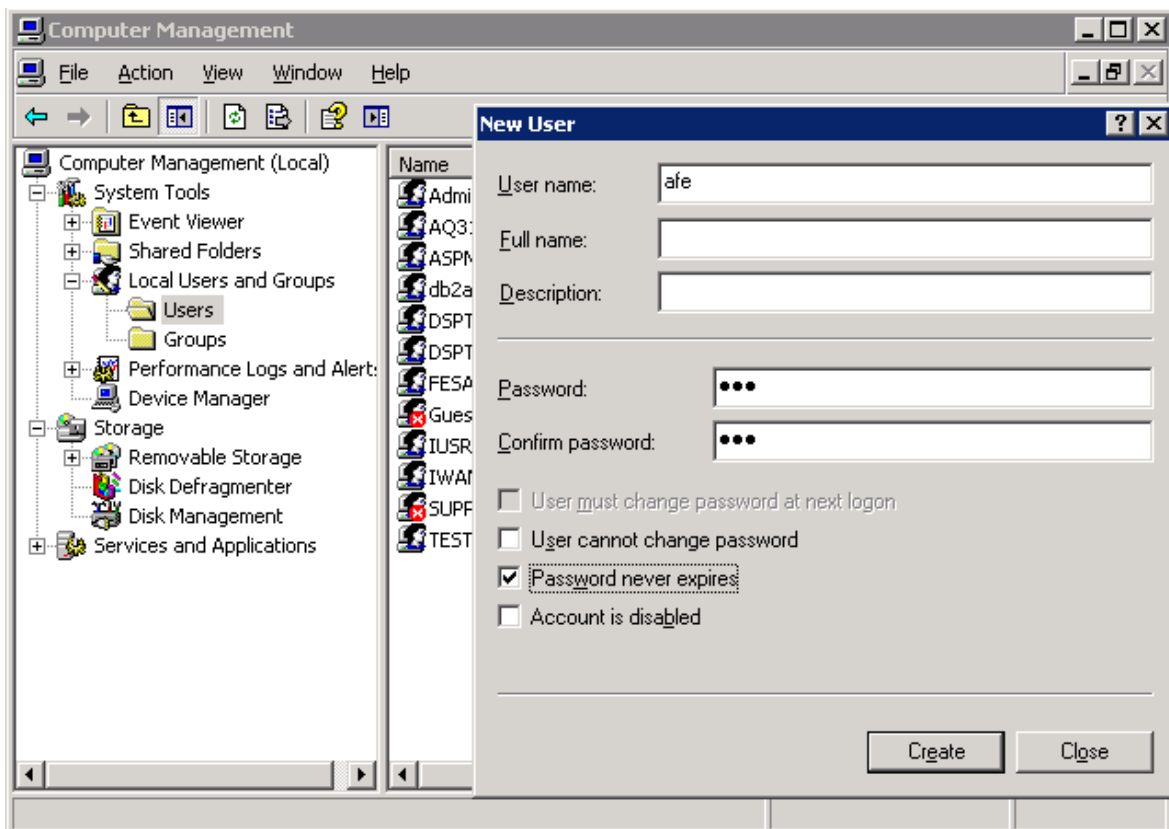 Computer Management
File Action View Window Help
Computer Management (Local)
System Tools
Event Viewer
Shared Folders
Local Users and Groups
Users
Groups
Performance Logs and Alert
Device Manager
Storage
Removable Storage
Disk Defragmenter
Disk Management
Services and Applications
Name
Admi
AQ3
ASPN
db2a
DSPT
DSPT
FESA
Gues
IUSR
IWA
SUPP
TEST
New User
User name: afe
Full name:
Description:
Password: •••
Confirm password: •••
User must change password at next logon
User cannot change password
Password never expires
Account is disabled
Create Close